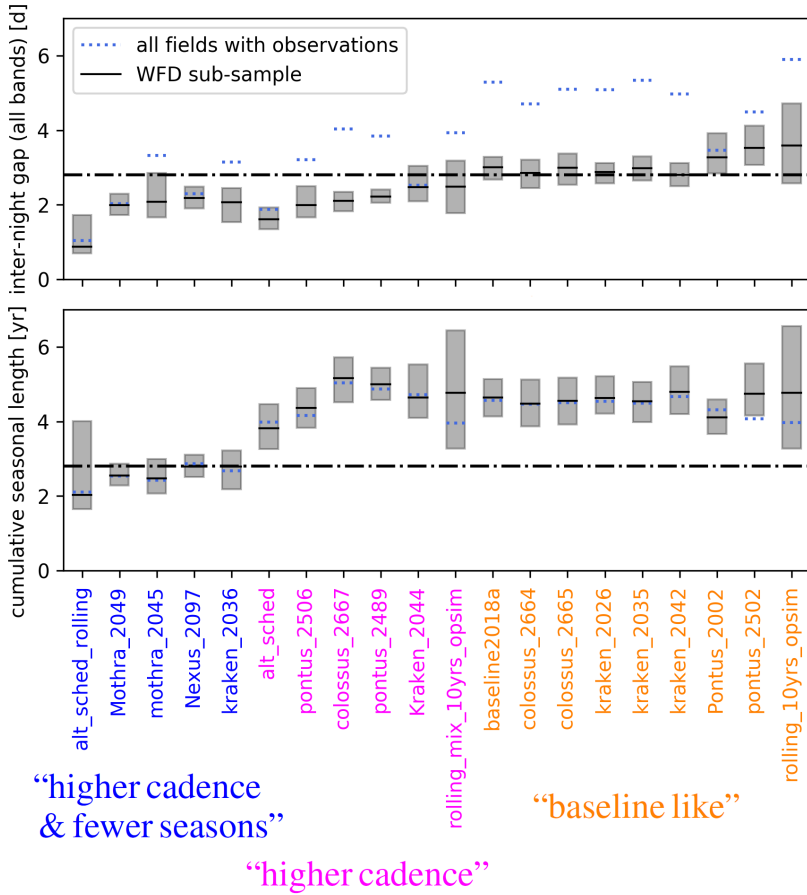 inter-night gap (all bands) [d]
6
4
2
0
all fields with observations
WFD sub-sample
cumulative seasonal length [yr]
6
4
2
0
alt_sched_rolling
Mothra_2049
mothra_2045
Nexus_2097
kraken_2036
alt_sched
pontus_2506
colossus_2667
pontus_2489
Kraken_2044
rolling_mix_10yrs_opsim
baseline2018a
colossus_2664
colossus_2665
kraken_2026
kraken_2035
kraken_2042
Pontus_2002
pontus_2502
rolling_10yrs_opsim
“higher cadence
& fewer seasons”
“higher cadence”
“baseline like”